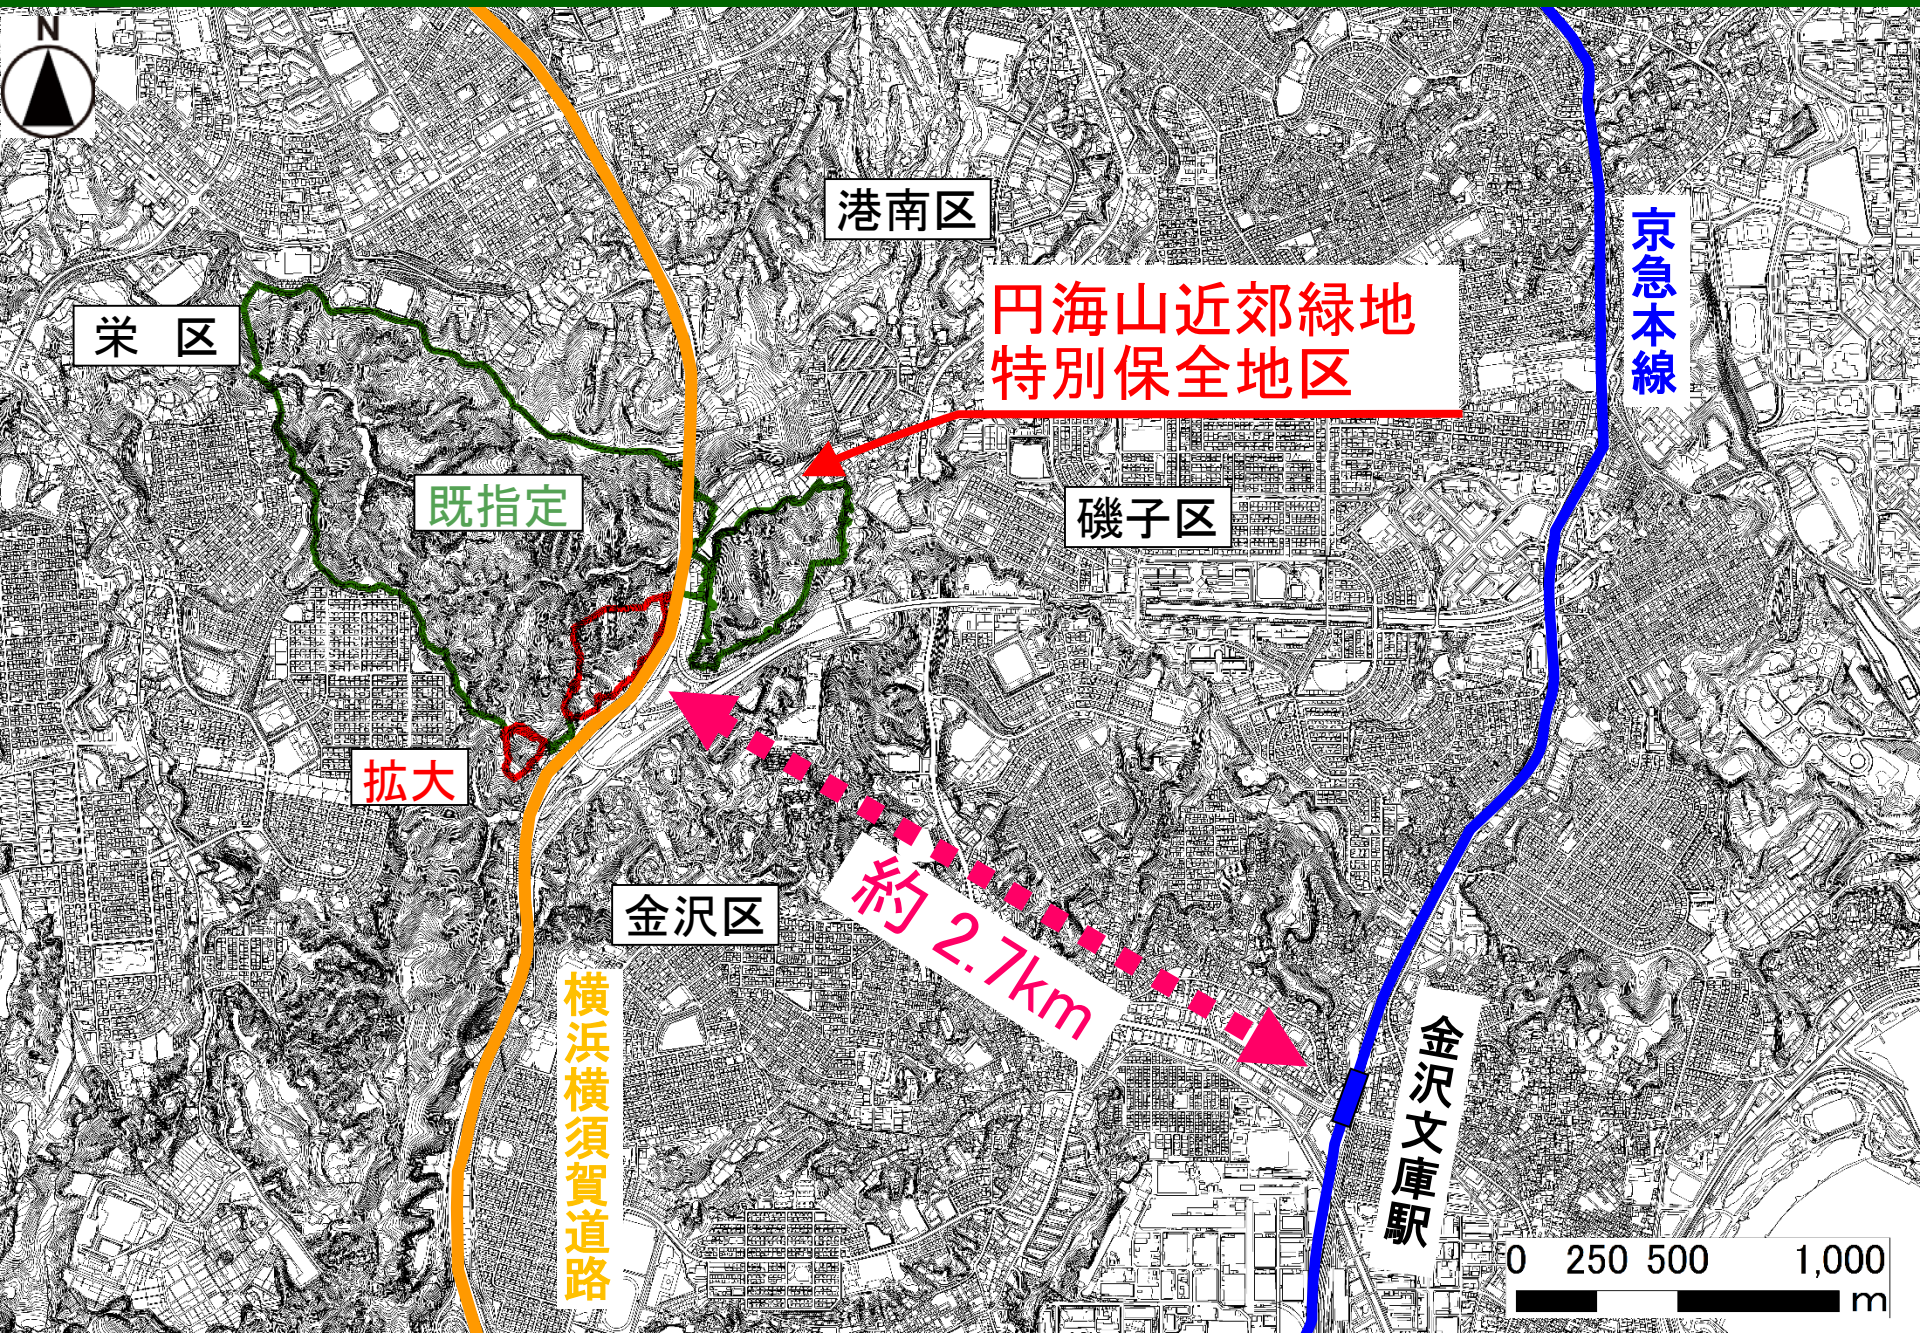 N
港南区
円海山近郊緑地
特別保全地区
京急本線
栄 区
既指定
磯子区
拡大
金沢区
約 2.7km
横浜横須賀道路
金沢文庫駅
0 250 500 1,000
m